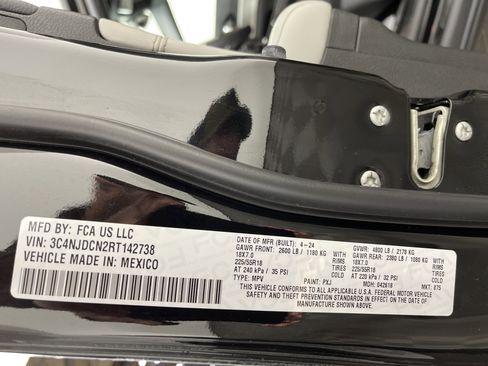 MFD BY: FCA US LLC
VIN: 3C4NJDCN2RT142738
VEHICLE MADE IN: MEXICO
DATE OF MFR (BUILT): 4-24 GVWR: 4800 LB / 2178 KG
GAWR FRONT: 2600 LB / 1180 KG WITH GAWR REAR: 2380 LB / 1080 KG WITH
18X7.0 RIMS 18X7.0 RIMS
225/55R18 TIRES 225/55R18 TIRES
AT 240 kPa / 35 PSI COLD AT 220 kPa / 32 PSI COLD
TYPE: MPV PAINT: PXJ MDH: 042618 MKT: 875
THIS VEHICLE CONFORMS TO ALL APPLICABLE U.S.A. FEDERAL MOTOR VEHICLE
SAFETY, BUMPER AND THEFT PREVENTION STANDARDS IN EFFECT ON THE DATE OF
MANUFACTURE SHOWN ABOVE.